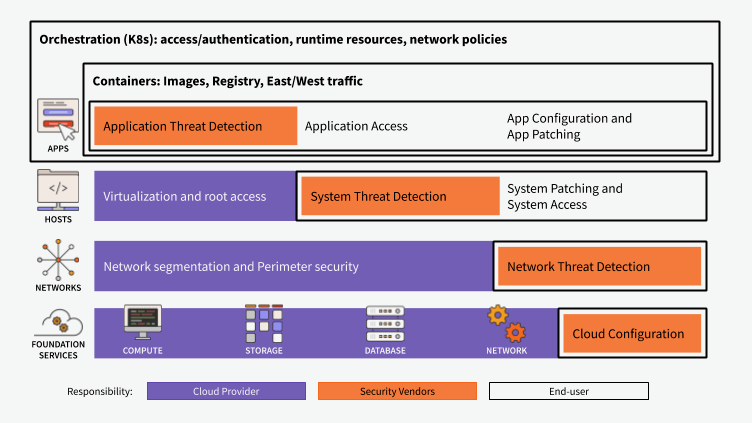 Orchestration (K8s): access/authentication, runtime resources, network policies
Containers: Images, Registry, East/West traffic
APPS
Application Threat Detection
Application Access
App Configuration and
App Patching
</>
HOSTS
Virtualization and root access
System Threat Detection
System Patching and
System Access
NETWORKS
Network segmentation and Perimeter security
Network Threat Detection
FOUNDATION
SERVICES
COMPUTE
STORAGE
DATABASE
NETWORK
Cloud Configuration
Responsibility:
Cloud Provider
Security Vendors
End-user